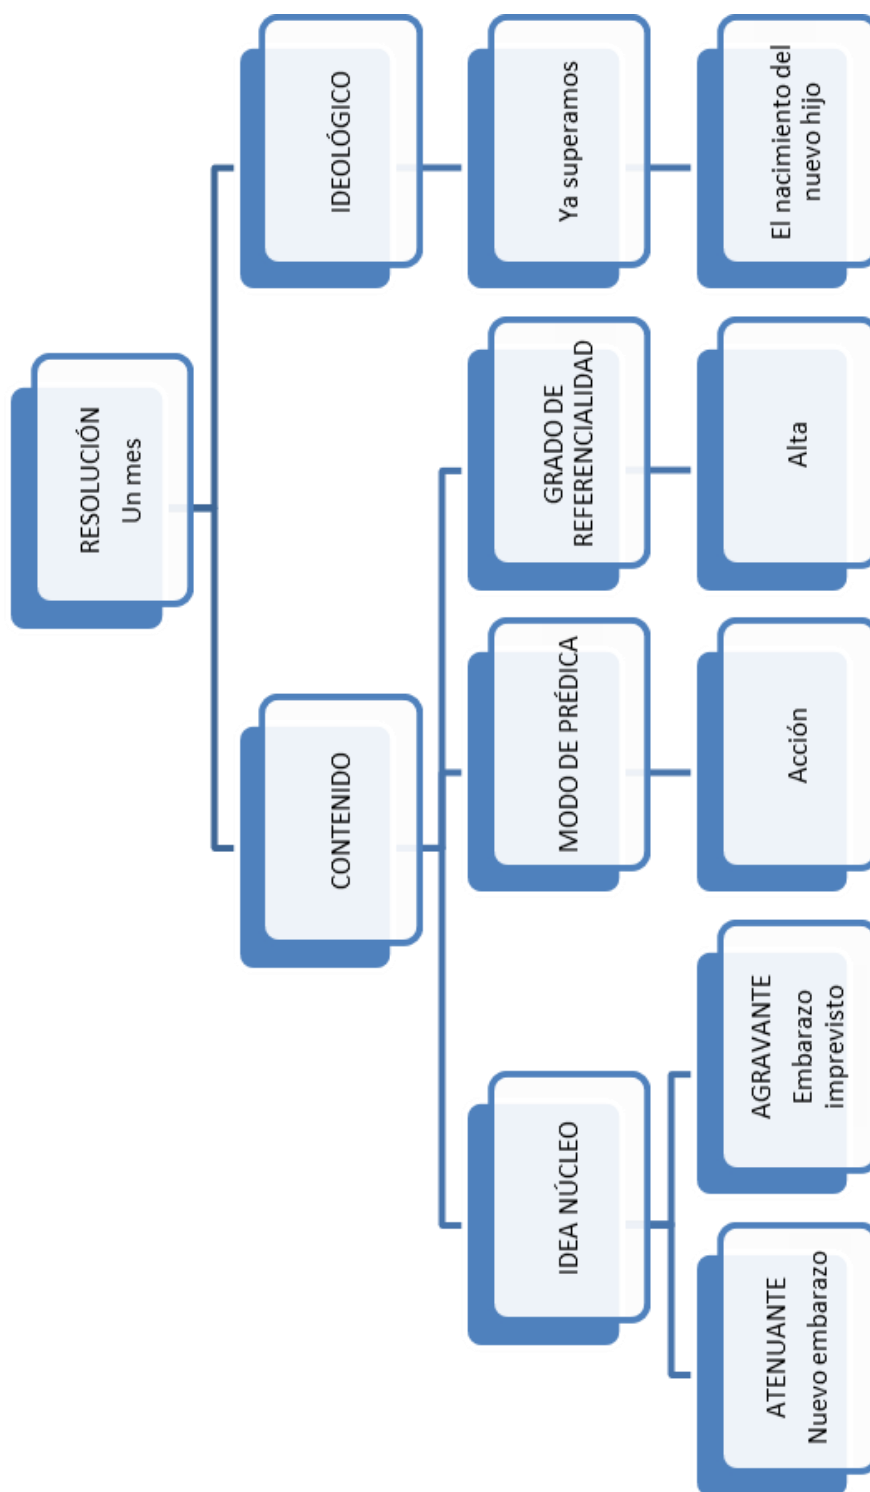 RESOLUCIÓN
Un mes
CONTENIDO
IDEOLÓGICO
IDEA NÚCLEO
MODO DE PRÉDICA
GRADO DE
REFERENCIALIDAD
Ya superamos
ATENUANTE
Nuevo embarazo
AGRAVANTE
Embarazo
imprevisto
Acción
Alta
El nacimiento del
nuevo hijo